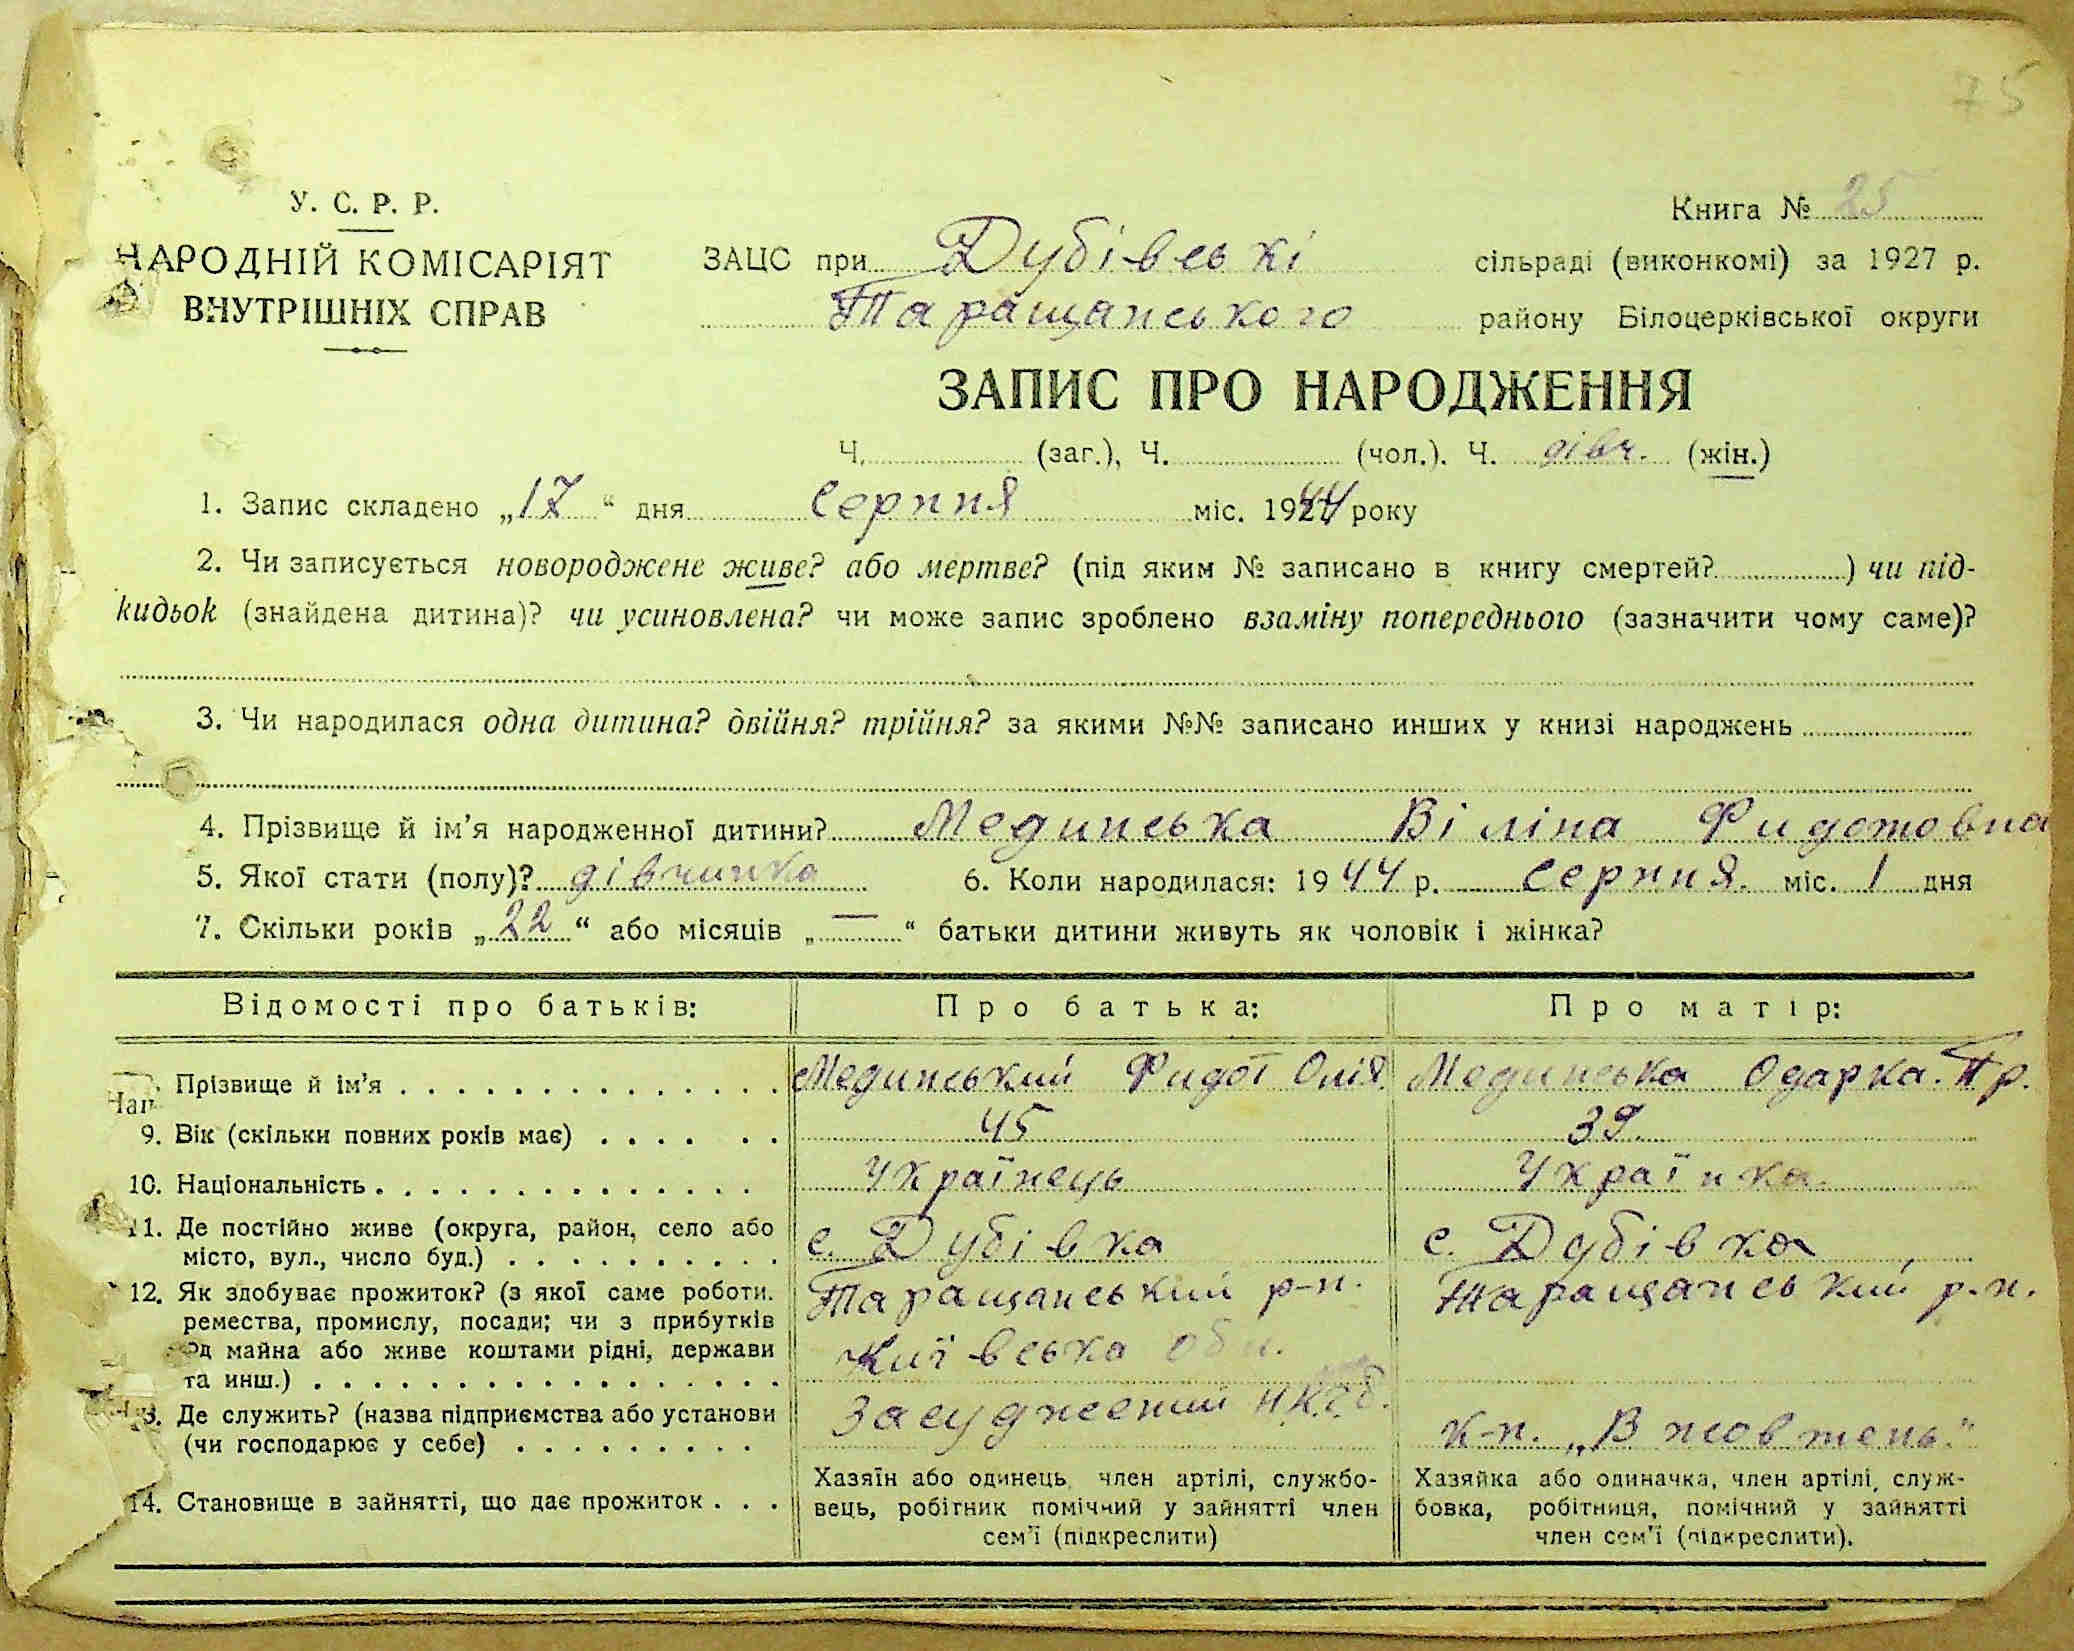 75
У. С. Р. Р.
Книга № 25
НАРОДНІЙ КОМІСАРІЯТ
ВНУТРІШНІХ СПРАВ
ЗАЦС при Дубівські сільраді (виконкомі) за 1927 р.
Таращанського району Білоцерківської округи
ЗАПИС ПРО НАРОДЖЕННЯ
Ч. (заг.), Ч. (чол.). Ч. дівч. (жін.)
1. Запис складено „17“ дня Серпня міс. 1944 року
2. Чи записується новороджене живе? або мертве? (під яким № записано в книгу смертей? ) чи під-
кидьок (знайдена дитина)? чи усиновлена? чи може запис зроблено взаміну попереднього (зазначити чому саме)?
3. Чи народилася одна дитина? двійня? трійня? за якими №№ записано инших у книзі народжень
4. Прізвище й ім'я народженної дитини? Мединська Віліна Фидотовна
5. Якої стати (полу)? дівчинка 6. Коли народилася: 1944 р. Серпня. міс. 1 дня
7. Скільки років „22“ або місяців „—“ батьки дитини живуть як чоловік і жінка?
Відомості про батьків: Про батька: Про матір:
Прізвище й ім'я Мединський Фидот Мединська Одарка. Пр.
9. Вік (скільки повних років має) 45 39
10. Національність Українець Українка
11. Де постійно живе (округа, район, село або
місто, вул., число буд.) с. Дубівка с. Дубівка
12. Як здобуває прожиток? (з якої саме роботи, Таращанський р-н. Таращанський р-н.
ремества, промислу, посади; чи з прибутків
од майна або живе коштами рідні, держави Київська обл.
та инш.)
13. Де служить? (назва підприємства або установи Засуджений НКГБ.
(чи господарює у себе) к-п. „В жовтень"
14. Становище в зайнятті, що дає прожиток
Хазяїн або одинець, член артілі, службо-
вець, робітник помічний у зайнятті член
сем'ї (підкреслити)
Хазяйка або одиначка, член артілі, служ-
бовка, робітниця, помічний у зайнятті
член сем'ї (підкреслити).